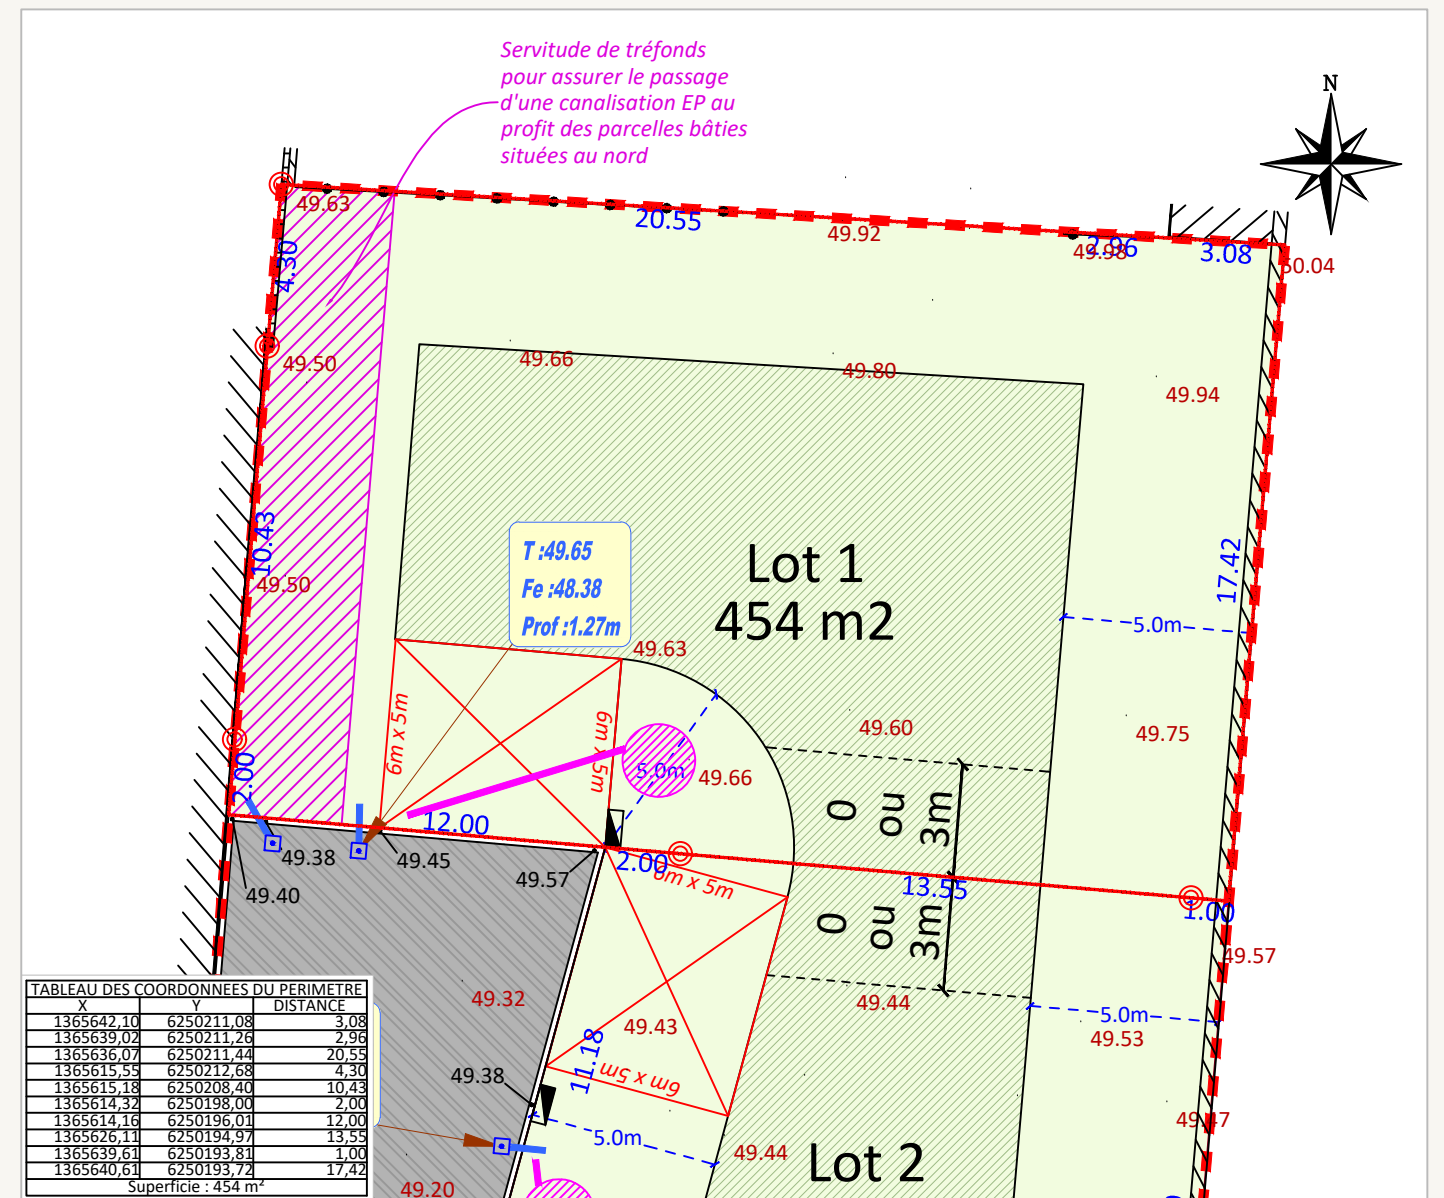 Servitude de tréfonds
pour assurer le passage
d'une canalisation EP au
profit des parcelles bâties
situées au nord
N
49.63
20.55
49.92
2.96
49.98
3.08
50.04
4.30
49.50
49.66
49.80
49.94
10.43
49.50
T :49.65
Fe :48.38
Prof :1.27m
Lot 1
454 m2
17.42
5.0m
49.63
6m x 5m
6m x 5m
5.0m
49.66
49.60
49.75
2.00
12.00
0
ou
3m
49.38
49.45
49.57
2.00
6m x 5m
13.55
1.00
49.40
0
ou
3m
49.57
49.32
49.43
49.44
5.0m
49.53
11.18
6m x 5m
49.38
49.47
5.0m
49.44
Lot 2
49.20
TABLEAU DES COORDONNEES DU PERIMETRE
X Y DISTANCE
1365642,10 6250211,08 3,08
1365639,02 6250211,26 2,96
1365636,07 6250211,44 20,55
1365615,55 6250212,68 4,30
1365615,18 6250208,40 10,43
1365614,32 6250198,00 2,00
1365614,16 6250196,01 12,00
1365626,11 6250194,97 13,55
1365639,61 6250193,81 1,00
1365640,61 6250193,72 17,42
Superficie : 454 m²